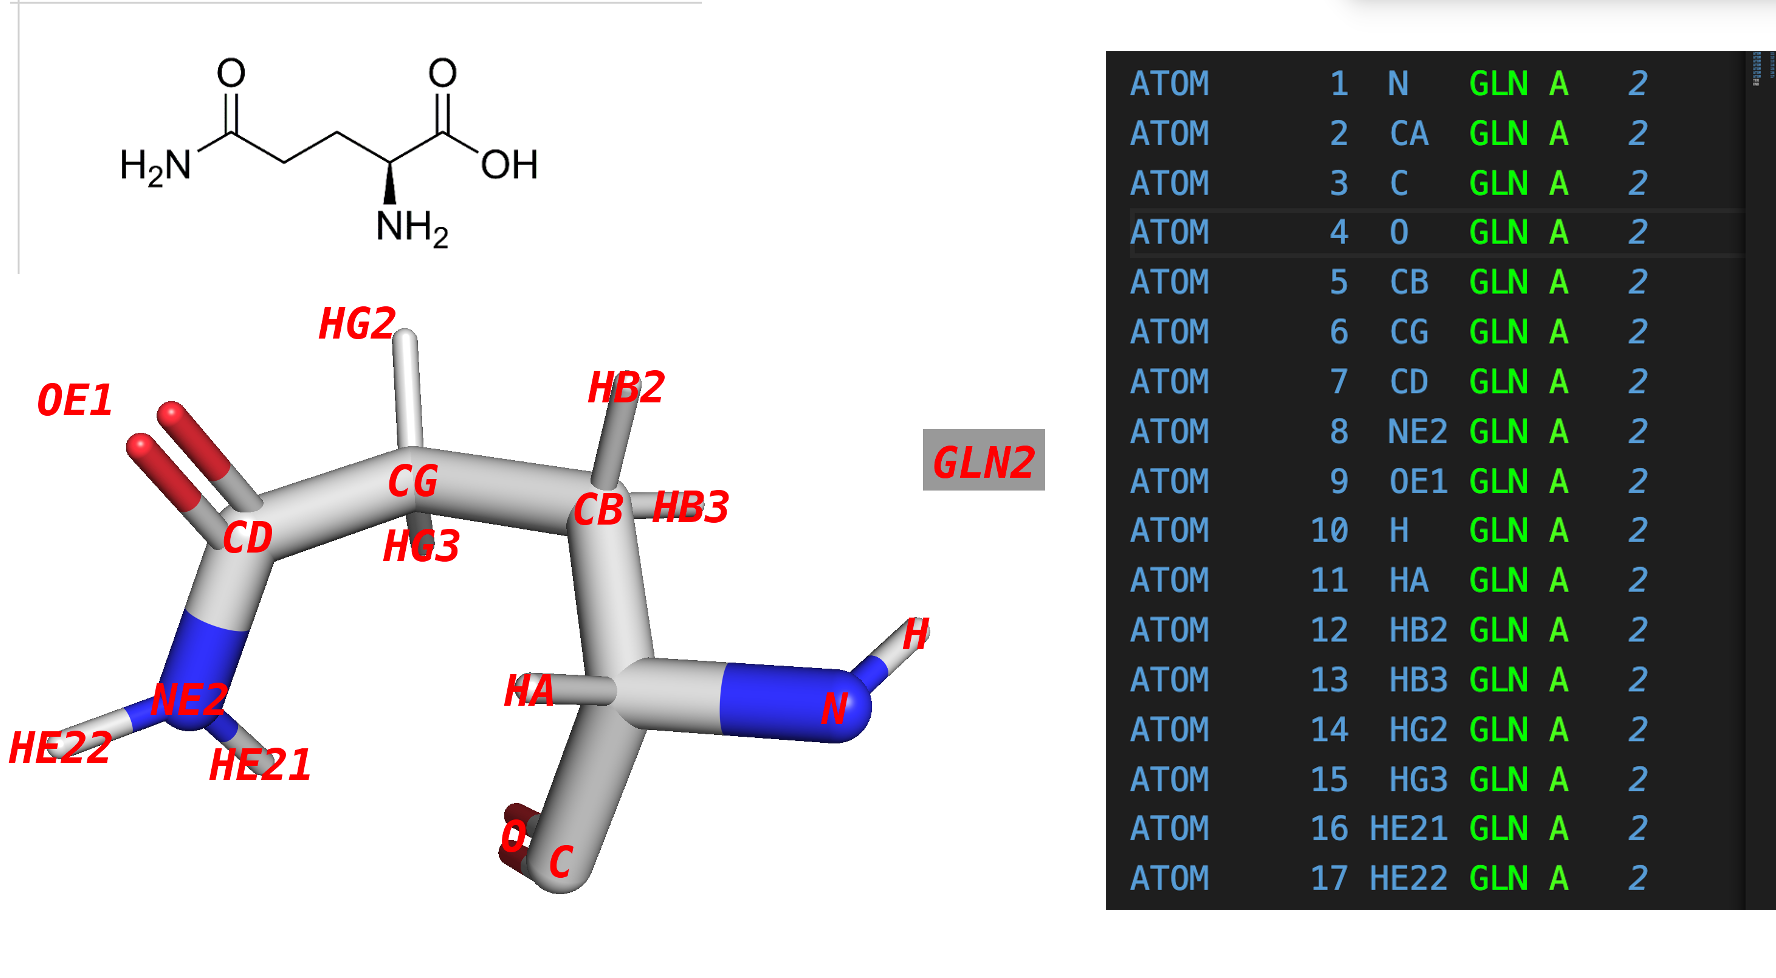 O O
H2N OH
NH2
HG2
OE1 HB2
CG
CB HB3
CD HG3
GLN2
H
HA N
NE2
HE22 HE21
O C
ATOM 1 N GLN A 2
ATOM 2 CA GLN A 2
ATOM 3 C GLN A 2
ATOM 4 O GLN A 2
ATOM 5 CB GLN A 2
ATOM 6 CG GLN A 2
ATOM 7 CD GLN A 2
ATOM 8 NE2 GLN A 2
ATOM 9 OE1 GLN A 2
ATOM 10 H GLN A 2
ATOM 11 HA GLN A 2
ATOM 12 HB2 GLN A 2
ATOM 13 HB3 GLN A 2
ATOM 14 HG2 GLN A 2
ATOM 15 HG3 GLN A 2
ATOM 16 HE21 GLN A 2
ATOM 17 HE22 GLN A 2